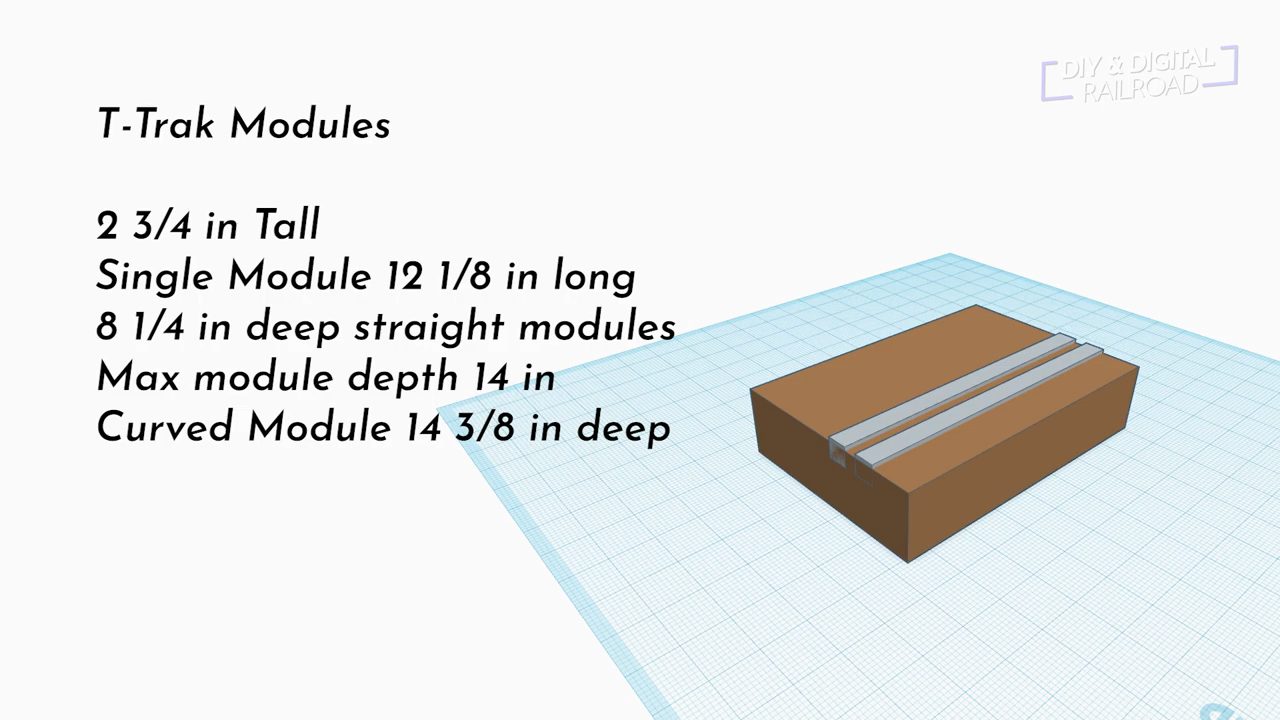 DIY & DIGITAL
RAILROAD
T-Trak Modules
2 3/4 in Tall
Single Module 12 1/8 in long
8 1/4 in deep straight modules
Max module depth 14 in
Curved Module 14 3/8 in deep